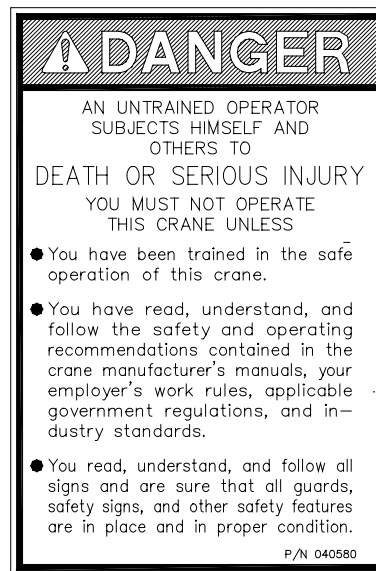 DANGER
AN UNTRAINED OPERATOR
SUBJECTS HIMSELF AND
OTHERS TO
DEATH OR SERIOUS INJURY
YOU MUST NOT OPERATE
THIS CRANE UNLESS
● You have been trained in the safe
operation of this crane.
● You have read, understand, and
follow the safety and operating
recommendations contained in the
crane manufacturer's manuals, your
employer's work rules, applicable
government regulations, and in–
dustry standards.
● You read, understand, and follow all
signs and are sure that all guards,
safety signs, and other safety features
are in place and in proper condition.
P/N 040580